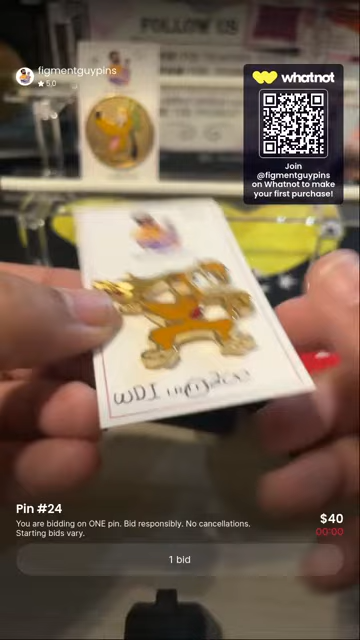 FOLLOW US
figmentguypins
★ 5.0
whatnot
Join
@figmentguypins
on Whatnot to make
your first purchase!
WDI
Pin #24
You are bidding on ONE pin. Bid responsibly. No cancellations.
Starting bids vary.
$40
00:00
1 bid